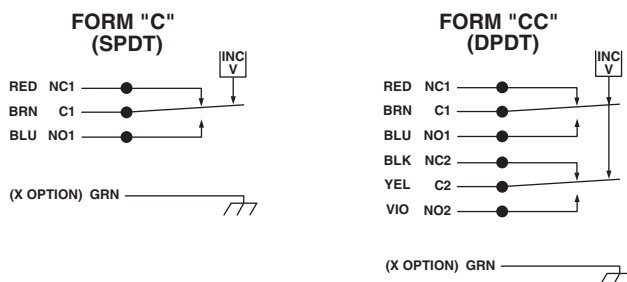 FORM "C"
(SPDT)
INC
V
RED NC1
BRN C1
BLU NO1
(X OPTION) GRN
FORM "CC"
(DPDT)
INC
V
RED NC1
BRN C1
BLU NO1
BLK NC2
YEL C2
VIO NO2
(X OPTION) GRN